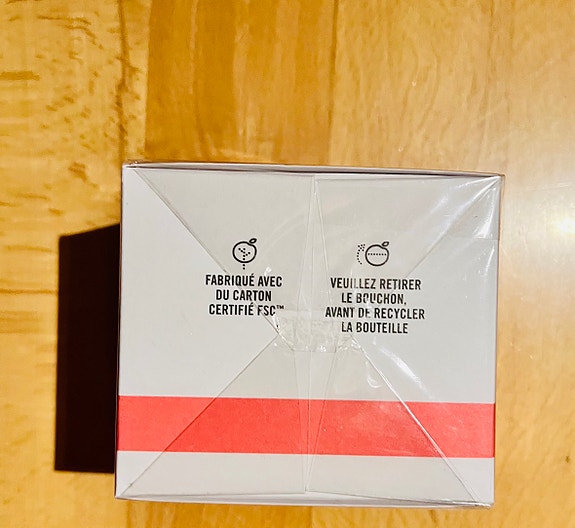 FABRIQUÉ AVEC
DU CARTON
CERTIFIÉ FSC™
VEUILLEZ RETIRER
LE BOUCHON,
AVANT DE RECYCLER
LA BOUTEILLE